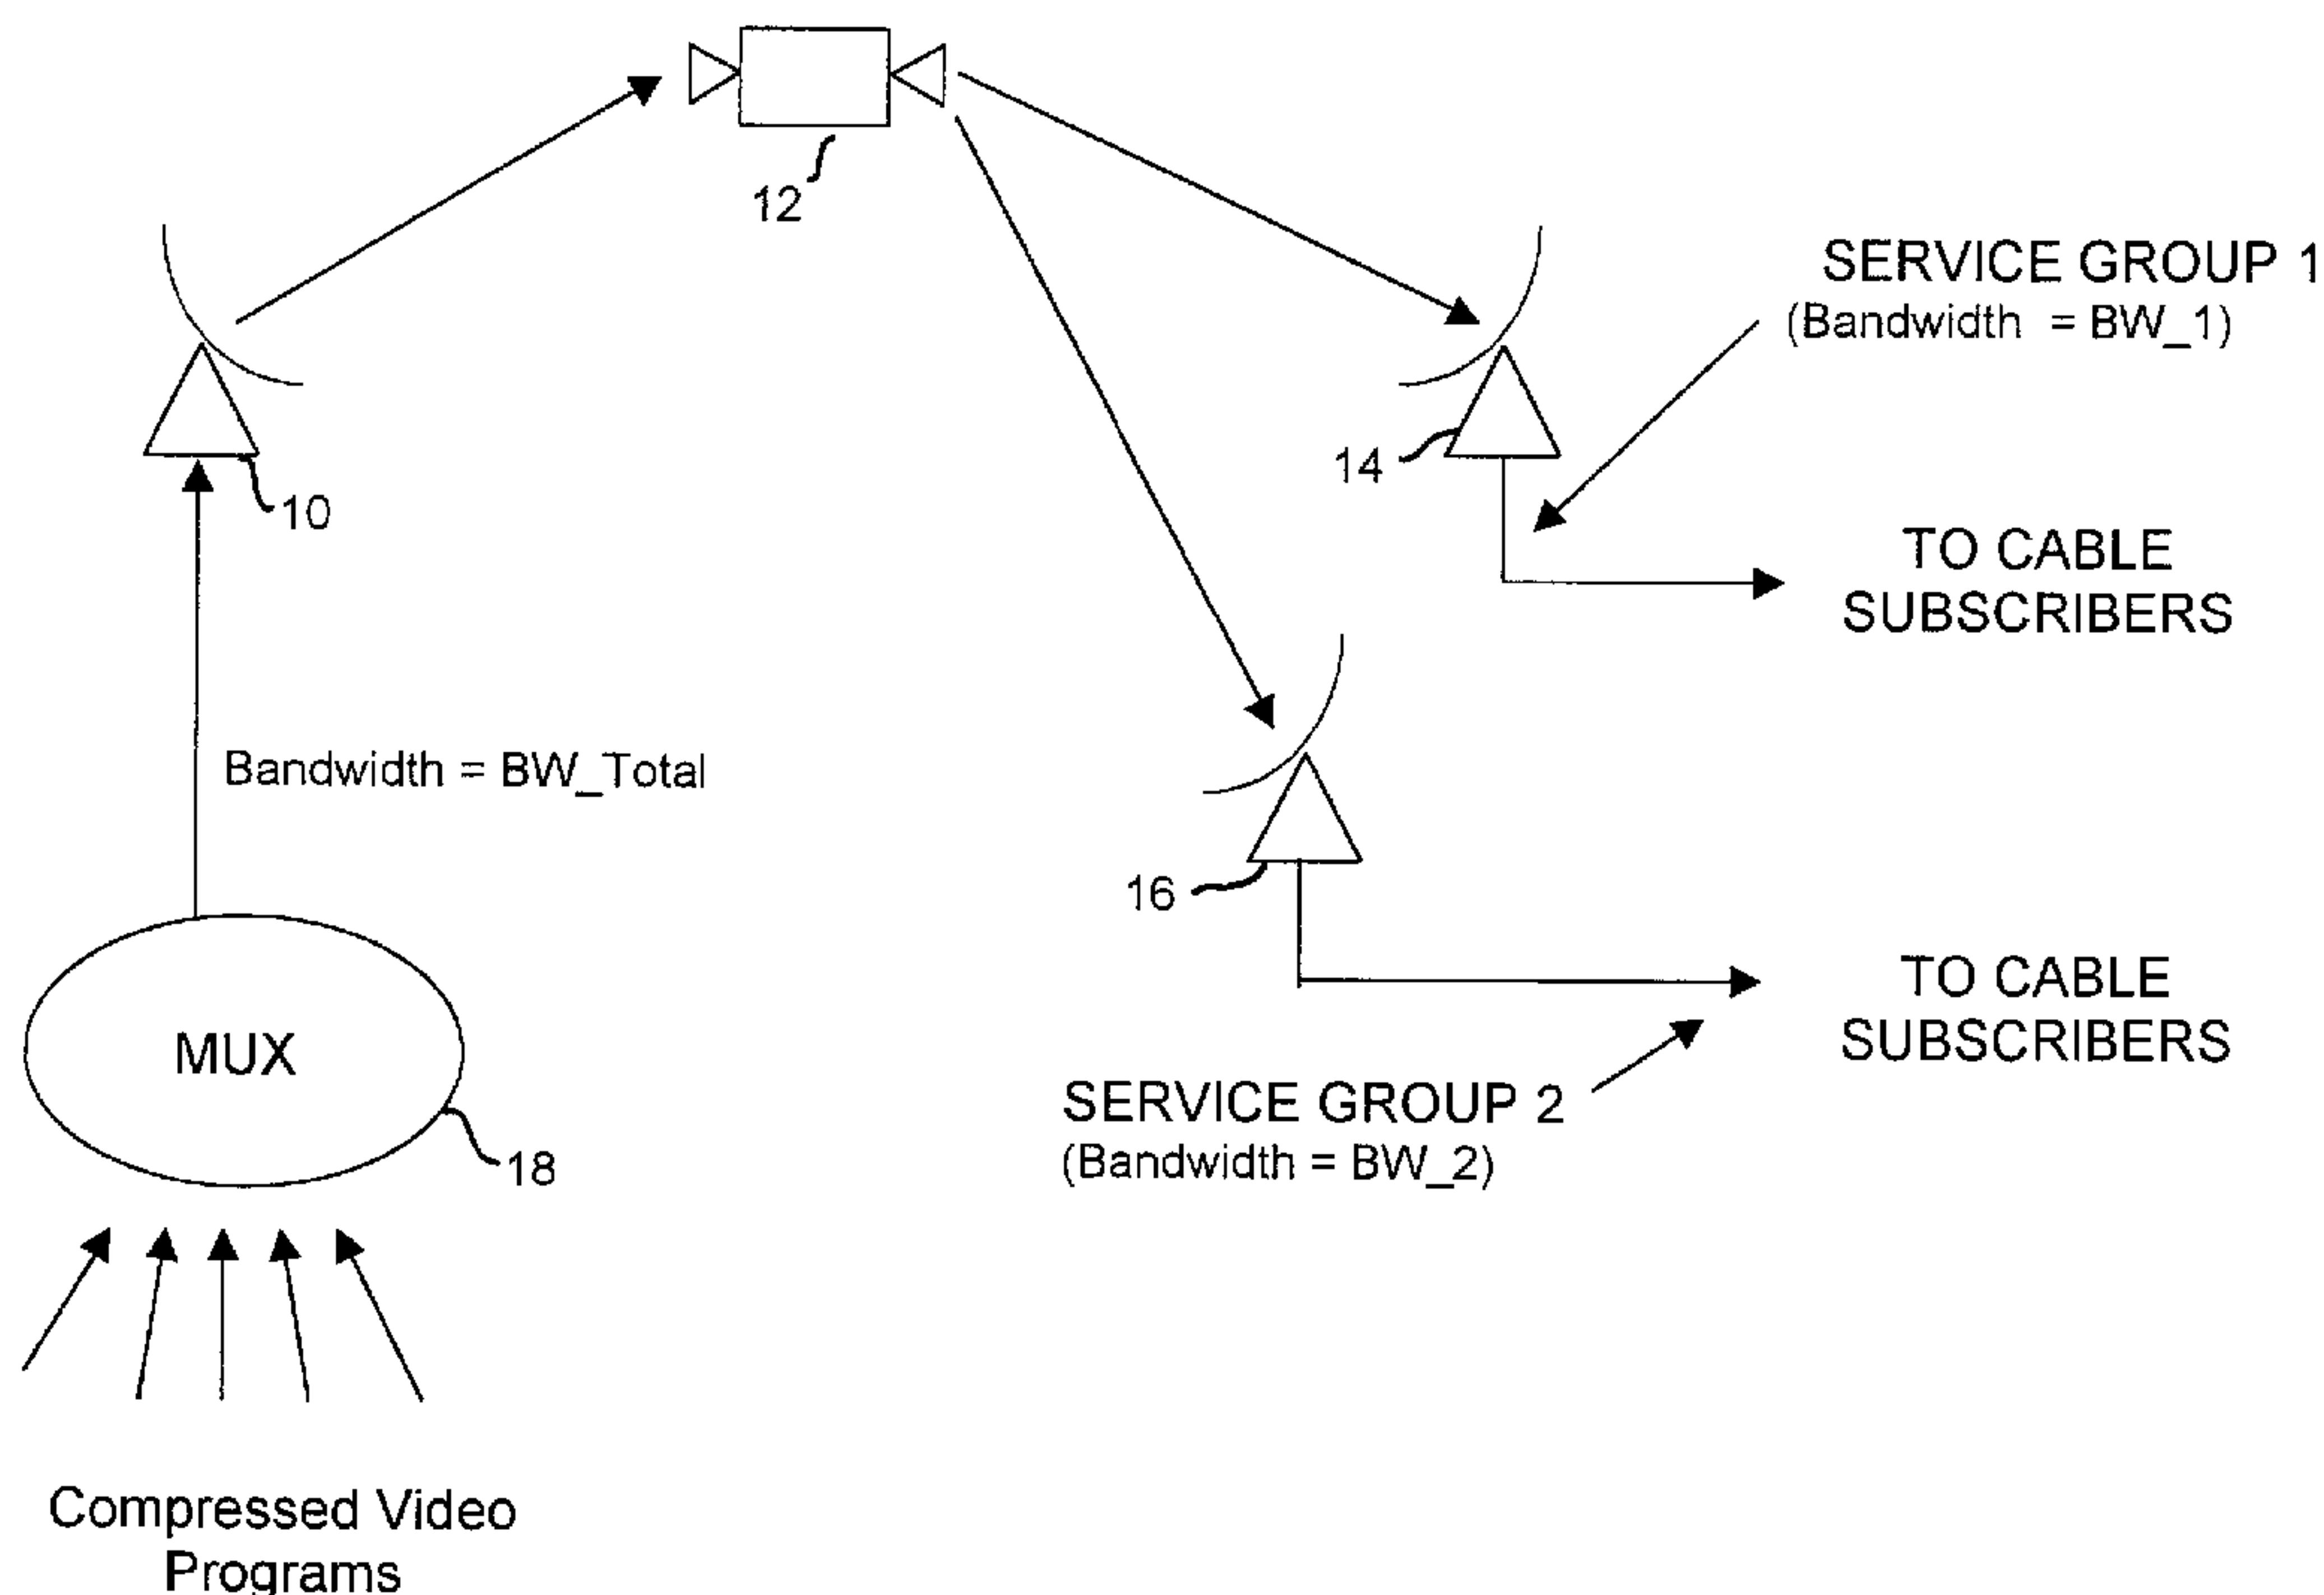 12
SERVICE GROUP 1
(Bandwidth = BW_1)
14
10
TO CABLE
SUBSCRIBERS
Bandwidth = BW_Total
16
TO CABLE
SUBSCRIBERS
MUX
SERVICE GROUP 2
(Bandwidth = BW_2)
18
Compressed Video
Programs